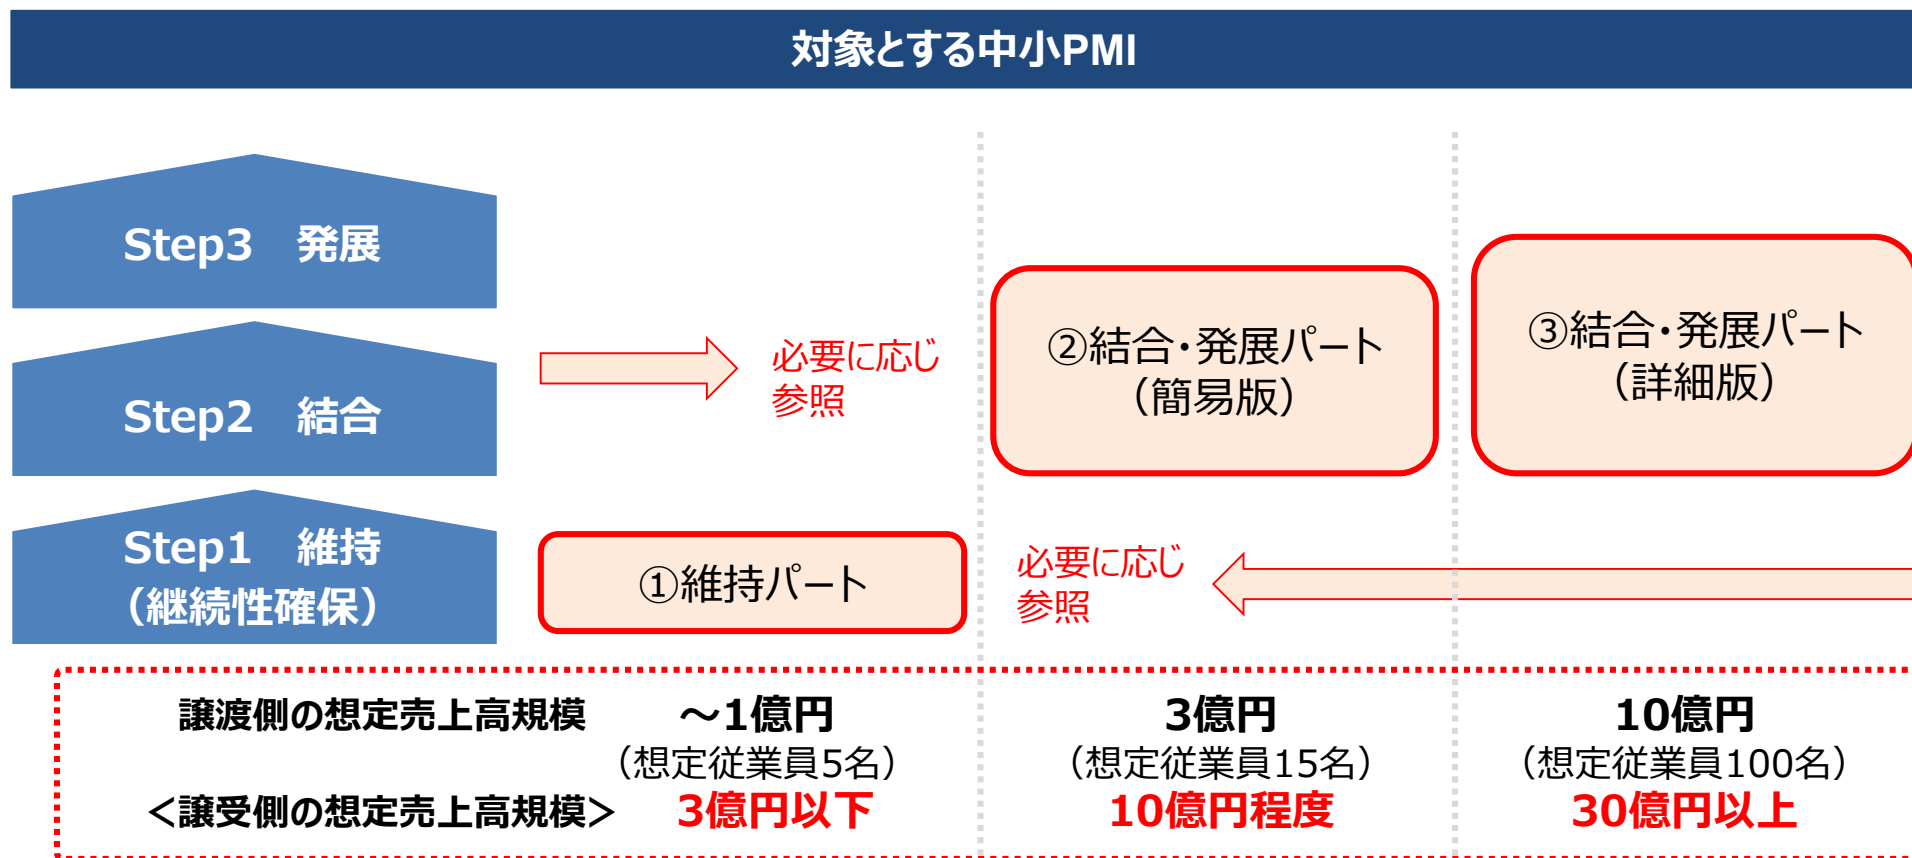 対象とする中小PMI
Step3　発展
Step2　結合
Step1　維持
（継続性確保）
必要に応じ
参照
②結合・発展パート
（簡易版）
③結合・発展パート
（詳細版）
①維持パート
必要に応じ
参照
譲渡側の想定売上高規模
～1億円
（想定従業員5名）
3億円
（想定従業員15名）
10億円
（想定従業員100名）
＜譲受側の想定売上高規模＞
3億円以下
10億円程度
30億円以上